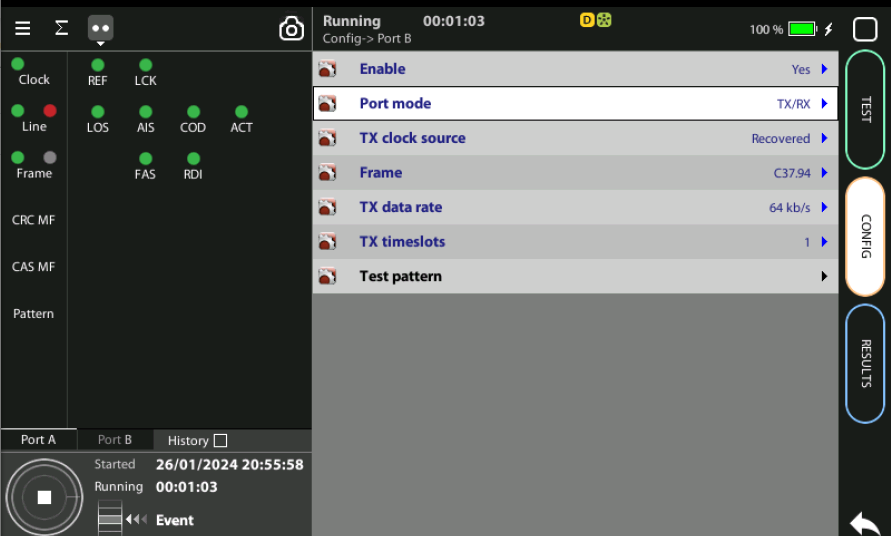 Σ
Running 00:01:03
Config-> Port B
D
100 %
Clock
REF LCK
Line
LOS AIS COD ACT
Frame
FAS RDI
CRC MF
CAS MF
Pattern
Enable Yes
Port mode TX/RX
TX clock source Recovered
Frame C37.94
TX data rate 64 kb/s
TX timeslots 1
Test pattern
TEST
CONFIG
RESULTS
Port A Port B History
Started 26/01/2024 20:55:58
Running 00:01:03
Event